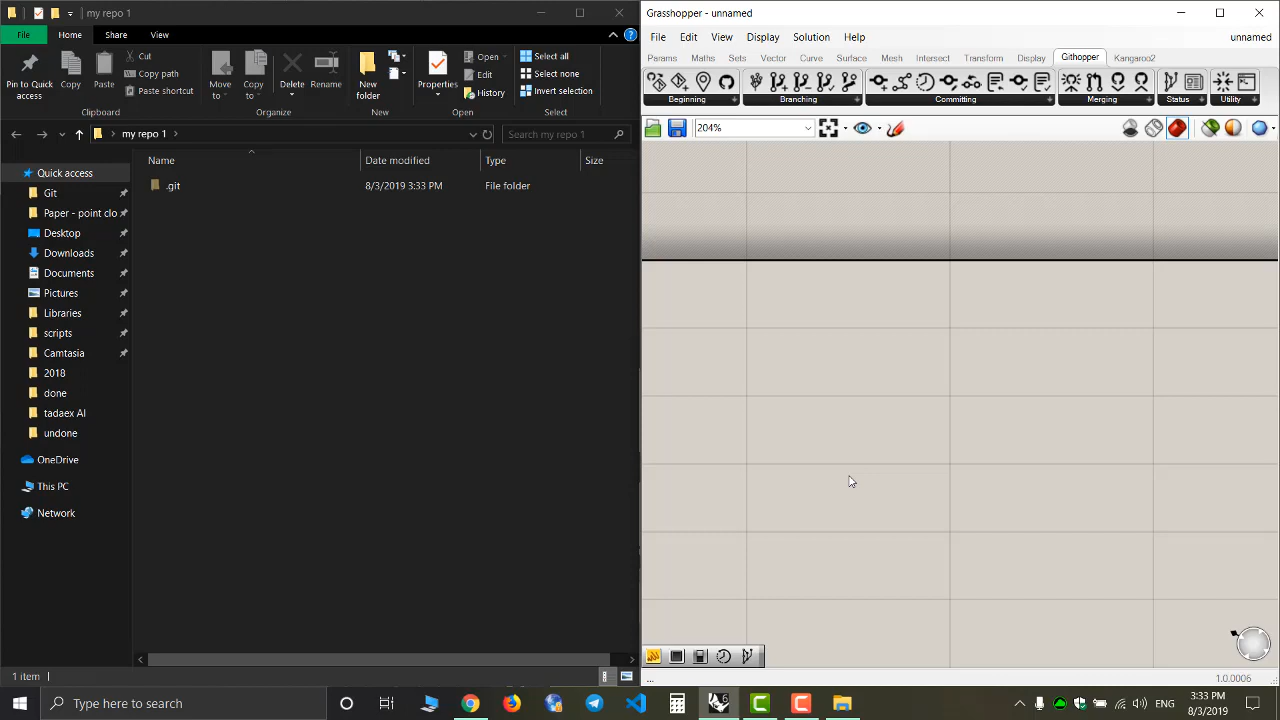 my repo 1
File
Home
Share
View
Pin to Quick access
Copy
Paste
Cut
Copy path
Paste shortcut
Clipboard
Move to
Copy to
Delete
Rename
Organize
New folder
New
Properties
Open
Edit
History
Open
Select all
Select none
Invert selection
Select
my repo 1
Search my repo 1
Quick access
Git
Paper - point clo
Desktop
Downloads
Documents
Pictures
Libraries
scripts
Camtasia
2018
done
tadaex AI
undone
OneDrive
This PC
Network
Name
Date modified
Type
Size
.git
8/3/2019 3:33 PM
File folder
1 item
Grasshopper - unnamed
File Edit View Display Solution Help
unnamed
Params Maths Sets Vector Curve Surface Mesh Intersect Transform Display Githopper Kangaroo2
Beginning
Branching
Committing
Merging
Status
Utility
204%
...
1.0.0006
Type here to search
3:33 PM
8/3/2019